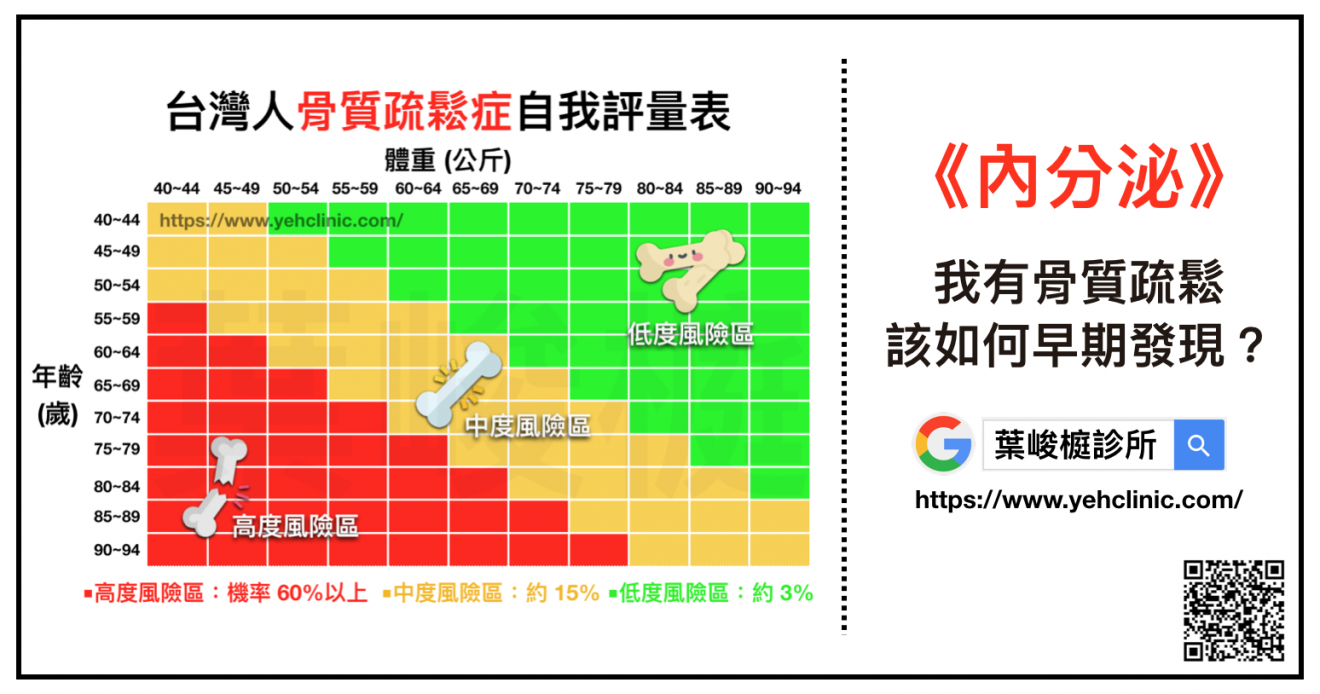 台灣人骨質疏鬆症自我評量表
體重 (公斤)
40~44 45~49 50~54 55~59 60~64 65~69 70~74 75~79 80~84 85~89 90~94
年齡
(歲)
40~44
45~49
50~54
55~59
60~64
65~69
70~74
75~79
80~84
85~89
90~94
https://www.yehclinic.com/
葉峻榳
低度風險區
中度風險區
高度風險區
▪高度風險區：機率 60%以上 ▪中度風險區：約 15% ▪低度風險區：約 3%
《內分泌》
我有骨質疏鬆
該如何早期發現？
葉峻榳診所
https://www.yehclinic.com/